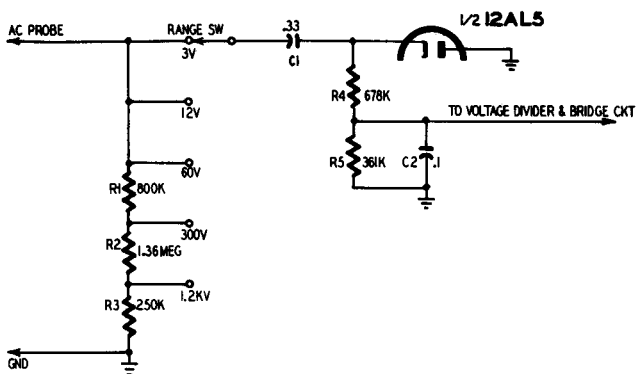 AC PROBE
RANGE SW
3V
.33
C1
1/2 12AL5
12V
R4 678K
TO VOLTAGE DIVIDER & BRIDGE CKT
60V
R5 361K
C2 .1
R1 800K
300V
R2 1.36MEG
1.2KV
R3 250K
GND